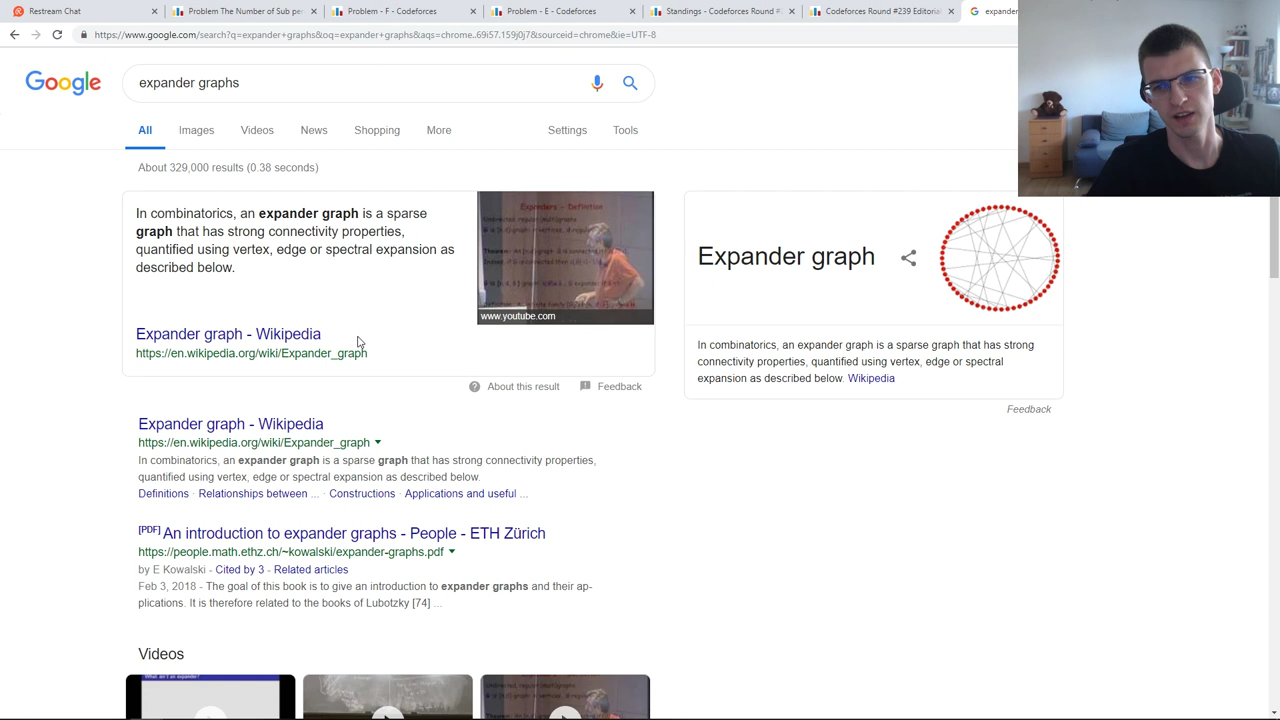 Restream Chat
Problem The Number of Sub pe
Problem - F - Codeforces
Problem - E - Codeforces
Standings - Codeforces Round #
Codeforces Round #239 Editorial
expander
https://www.google.com/search?q=expander+graphs&oq=expander+graphs&aqs=chrome..69i57.159j0j7&sourceid=chrome&ie=UTF-8
Google
expander graphs
All
Images
Videos
News
Shopping
More
Settings
Tools
About 329,000 results (0.38 seconds)
In combinatorics, an expander graph is a sparse
graph that has strong connectivity properties,
quantified using vertex, edge or spectral expansion as
described below.
Expanders - Definition
www.youtube.com
Expander graph - Wikipedia
https://en.wikipedia.org/wiki/Expander_graph
About this result
Feedback
Expander graph
In combinatorics, an expander graph is a sparse graph that has strong
connectivity properties, quantified using vertex, edge or spectral
expansion as described below. Wikipedia
Feedback
Expander graph - Wikipedia
https://en.wikipedia.org/wiki/Expander_graph
In combinatorics, an expander graph is a sparse graph that has strong connectivity properties,
quantified using vertex, edge or spectral expansion as described below.
Definitions · Relationships between ... · Constructions · Applications and useful ...
[PDF] An introduction to expander graphs - People - ETH Zürich
https://people.math.ethz.ch/~kowalski/expander-graphs.pdf
by E Kowalski - Cited by 3 - Related articles
Feb 3, 2018 - The goal of this book is to give an introduction to expander graphs and their ap-
plications. It is therefore related to the books of Lubotzky [74] ...
Videos
What isn't an expander?